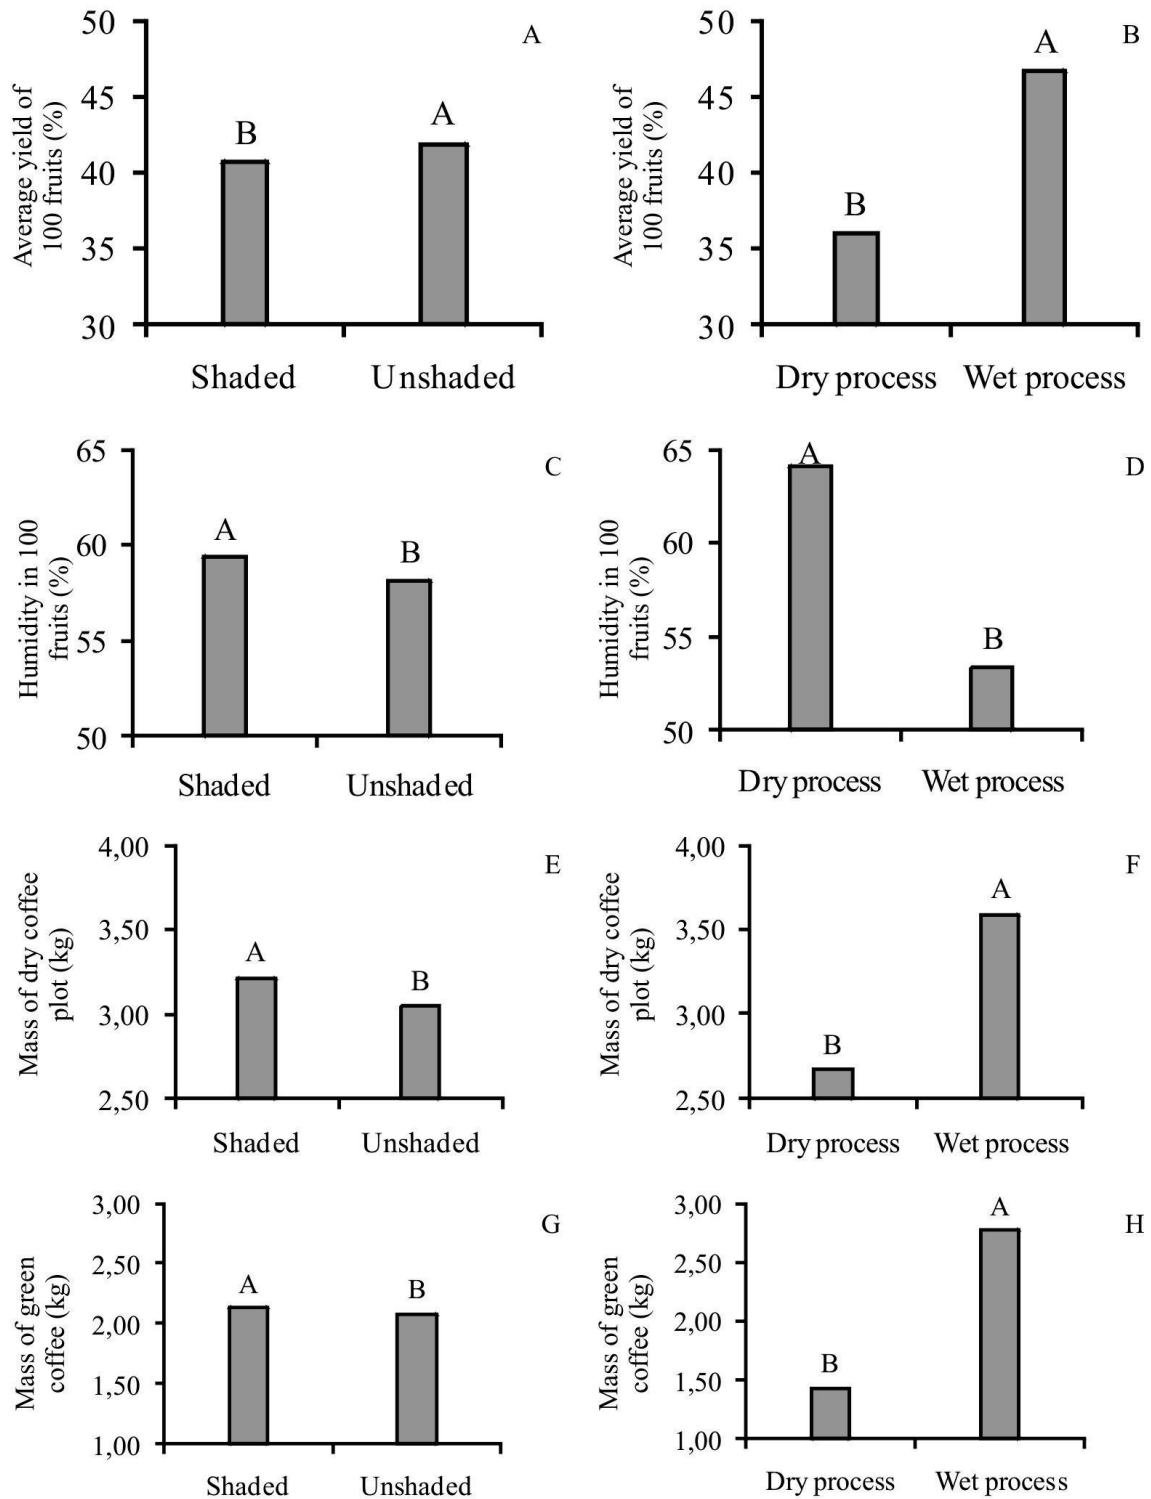 A
Average yield of
100 fruits (%)
50
45
40
35
30
B
A
Shaded
Unshaded
B
Average yield of
100 fruits (%)
50
45
40
35
30
B
A
Dry process
Wet process
C
Humidity in 100
fruits (%)
65
60
55
50
A
B
Shaded
Unshaded
D
Humidity in 100
fruits (%)
65
60
55
50
A
B
Dry process
Wet process
E
Mass of dry coffee
plot (kg)
4,00
3,50
3,00
2,50
A
B
Shaded
Unshaded
F
Mass of dry coffee
plot (kg)
4,00
3,50
3,00
2,50
B
A
Dry process
Wet process
G
Mass of green
coffee (kg)
3,00
2,50
2,00
1,50
1,00
A
B
Shaded
Unshaded
H
Mass of green
coffee (kg)
3,00
2,50
2,00
1,50
1,00
B
A
Dry process
Wet process